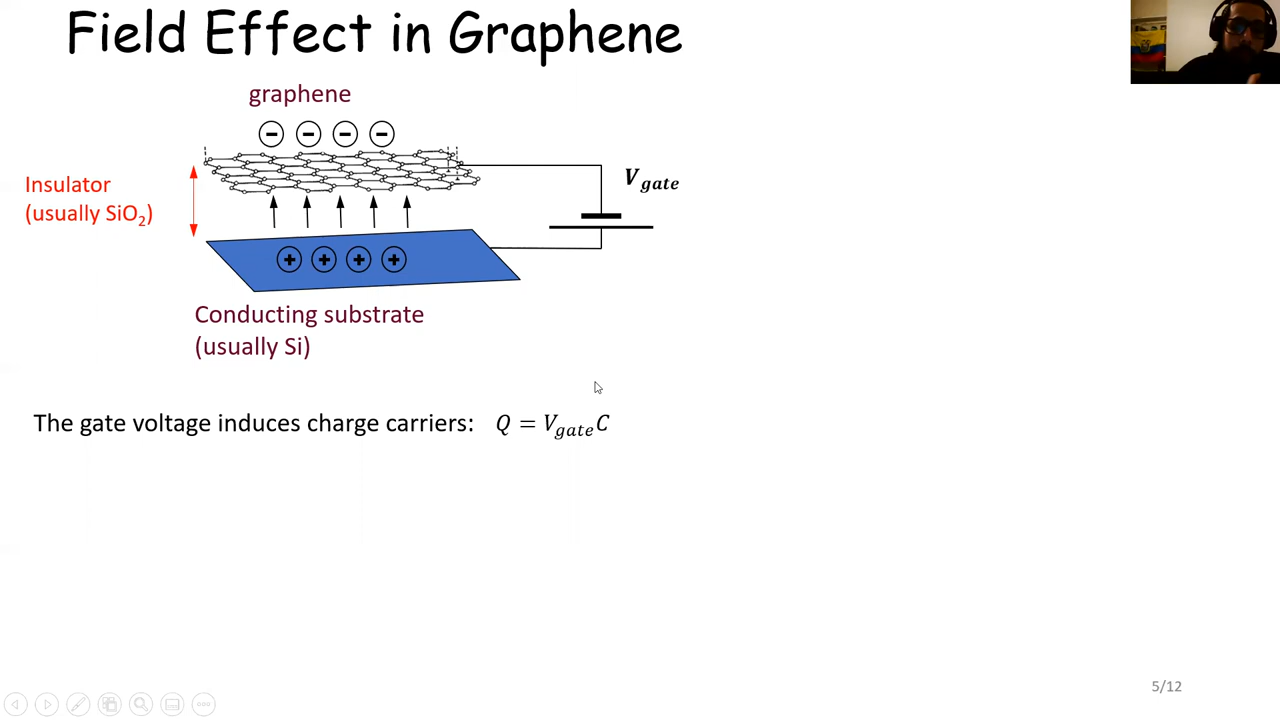 Field Effect in Graphene
graphene
− − − −
Insulator
(usually SiO₂)
V_gate
+ + + +
Conducting substrate
(usually Si)
The gate voltage induces charge carriers: Q = V_gate C
5/12